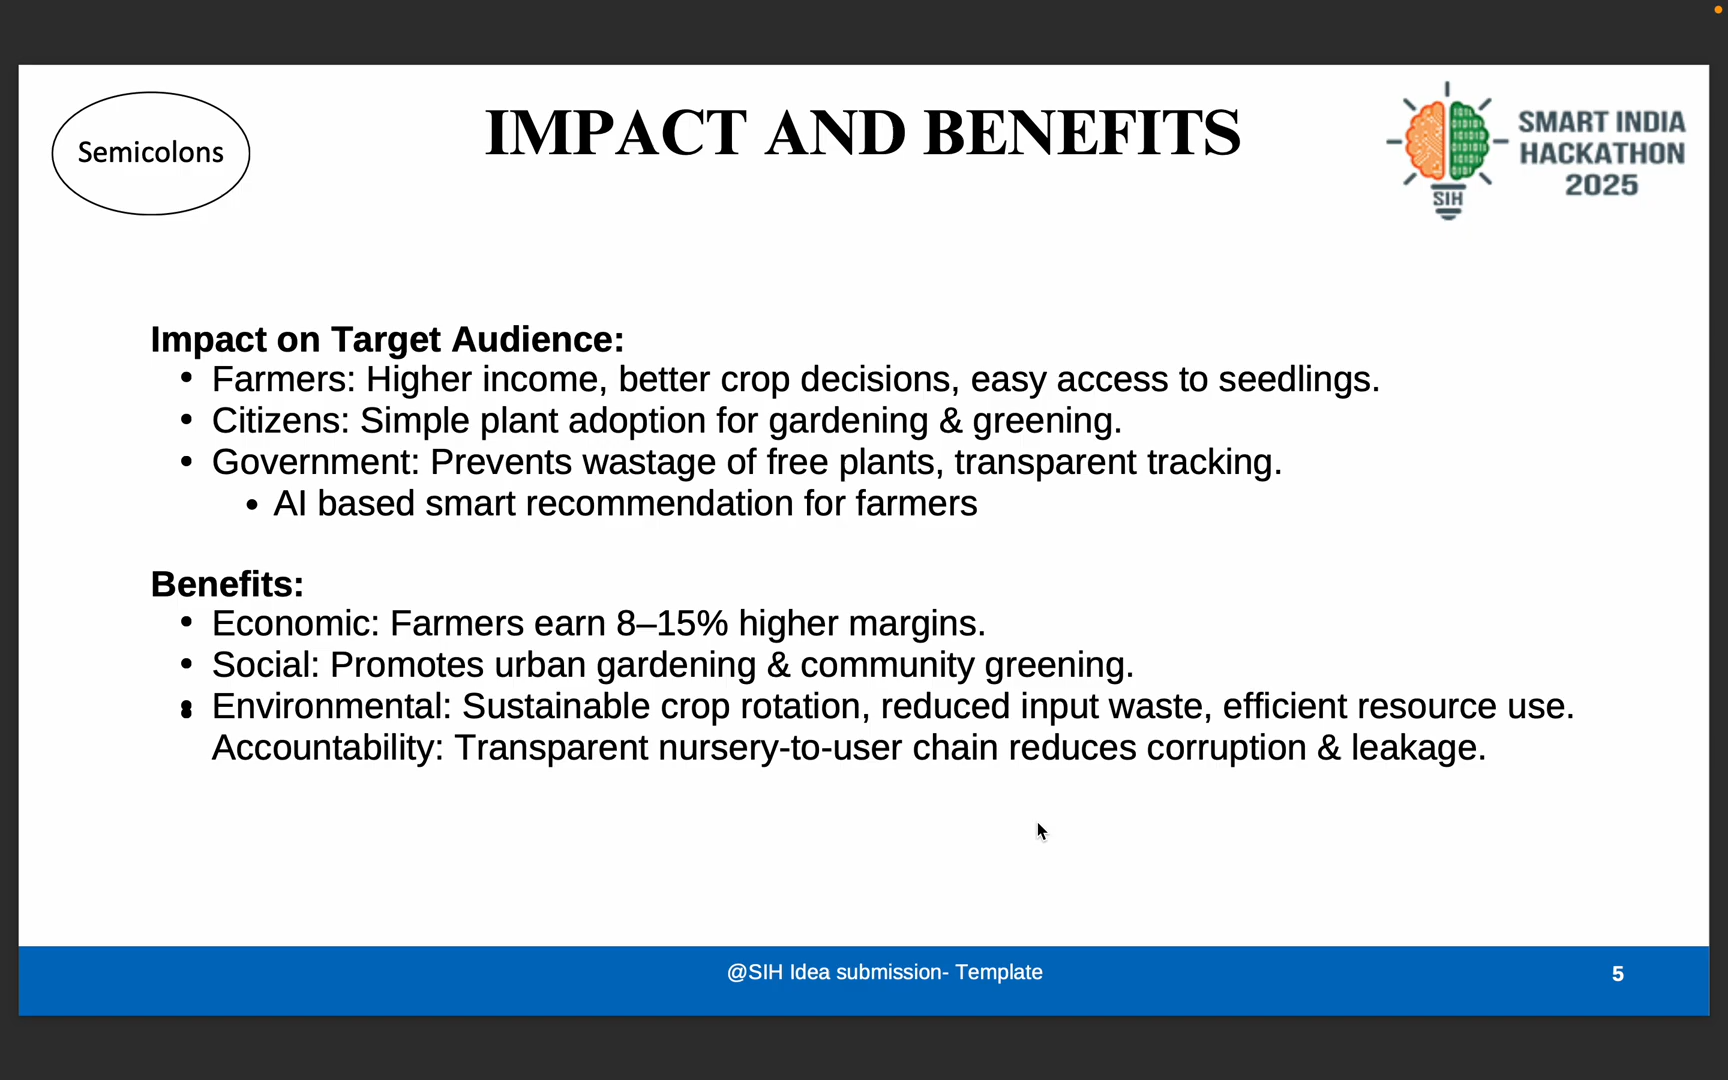 Semicolons
IMPACT AND BENEFITS
SMART INDIA
HACKATHON
2025
SIH
Impact on Target Audience:
• Farmers: Higher income, better crop decisions, easy access to seedlings.
• Citizens: Simple plant adoption for gardening & greening.
• Government: Prevents wastage of free plants, transparent tracking.
• AI based smart recommendation for farmers
Benefits:
• Economic: Farmers earn 8–15% higher margins.
• Social: Promotes urban gardening & community greening.
• Environmental: Sustainable crop rotation, reduced input waste, efficient resource use.
Accountability: Transparent nursery-to-user chain reduces corruption & leakage.
@SIH Idea submission- Template
5